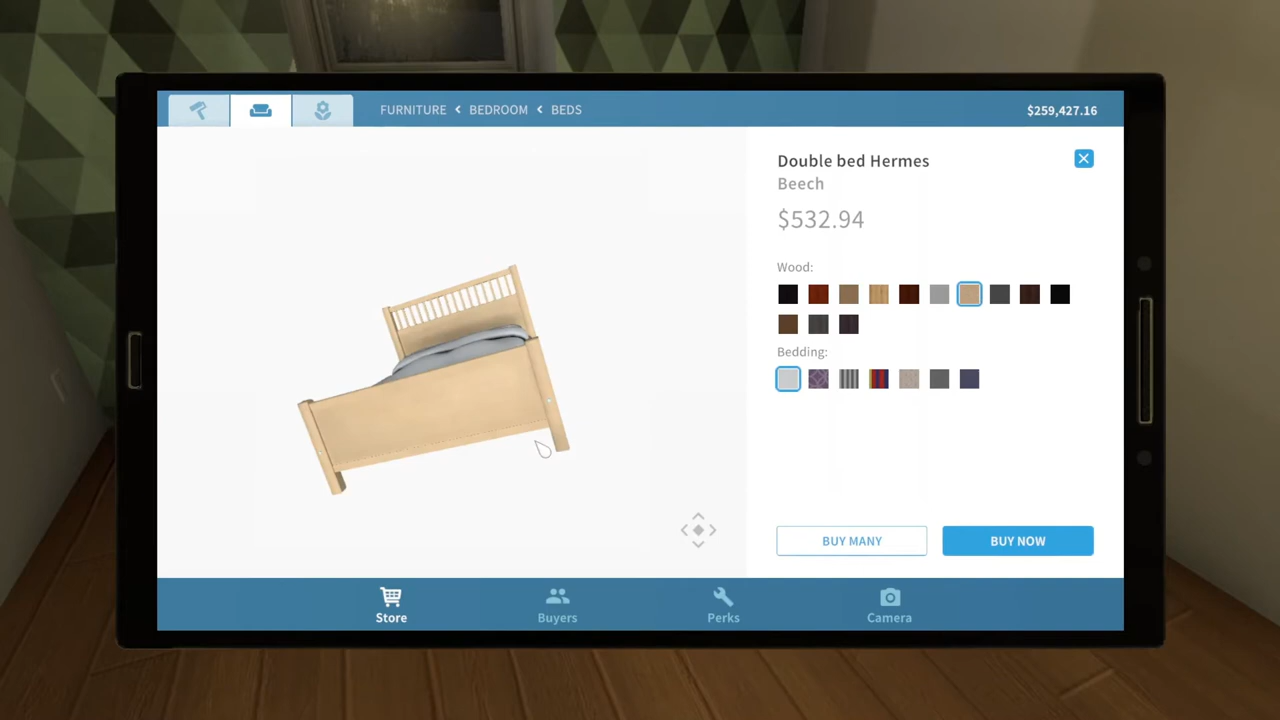 FURNITURE < BEDROOM < BEDS
$259,427.16
Double bed Hermes
Beech
$532.94
Wood:
Bedding:
BUY MANY
BUY NOW
Store
Buyers
Perks
Camera